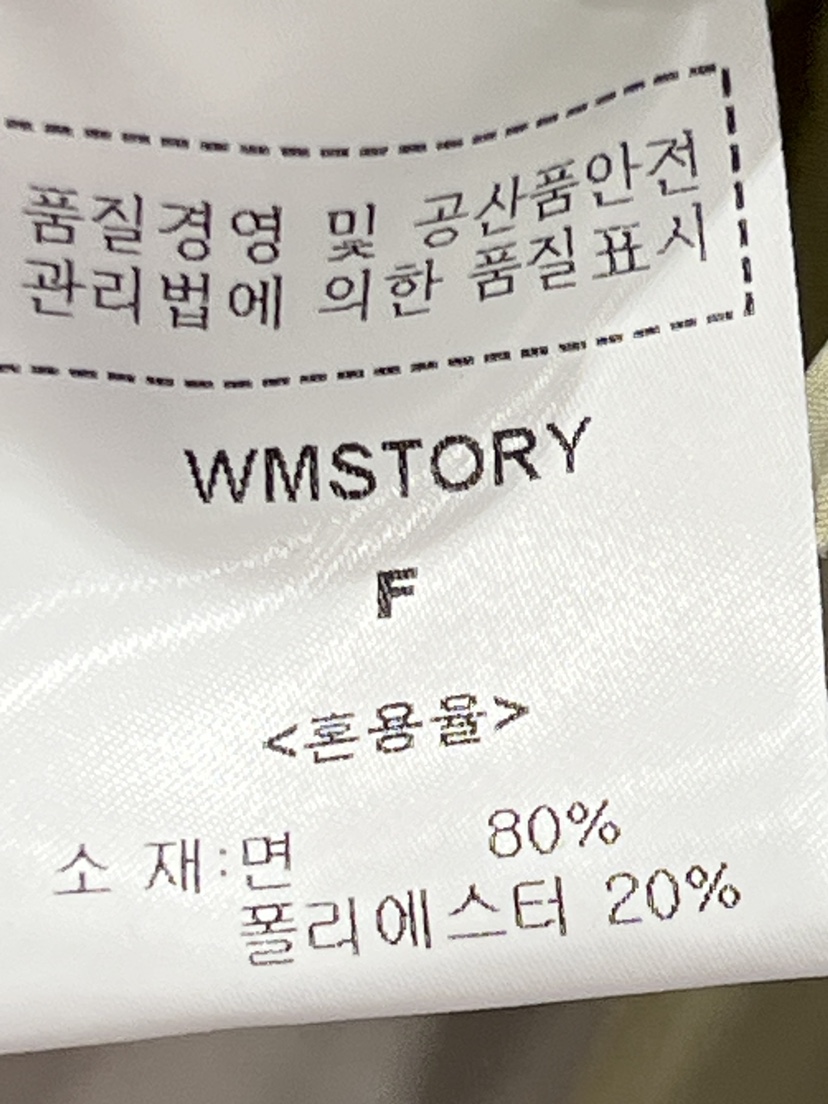 품질경영 및 공산품안전
관리법에 의한 품질표시
WMSTORY
F
<혼용율>
소 재:면 80%
폴리에스터 20%